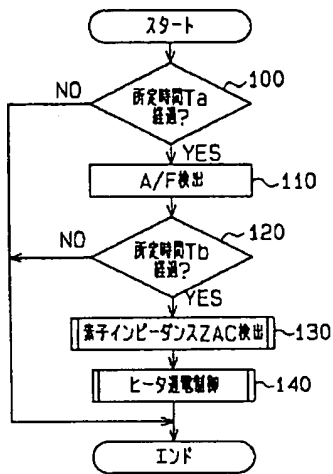 スタート
100
NO
所定時間Ta
経過?
YES
A/F検出
110
120
NO
所定時間Tb
経過?
YES
素子インピーダンスZAC検出
130
ヒータ通電制御
140
エンド